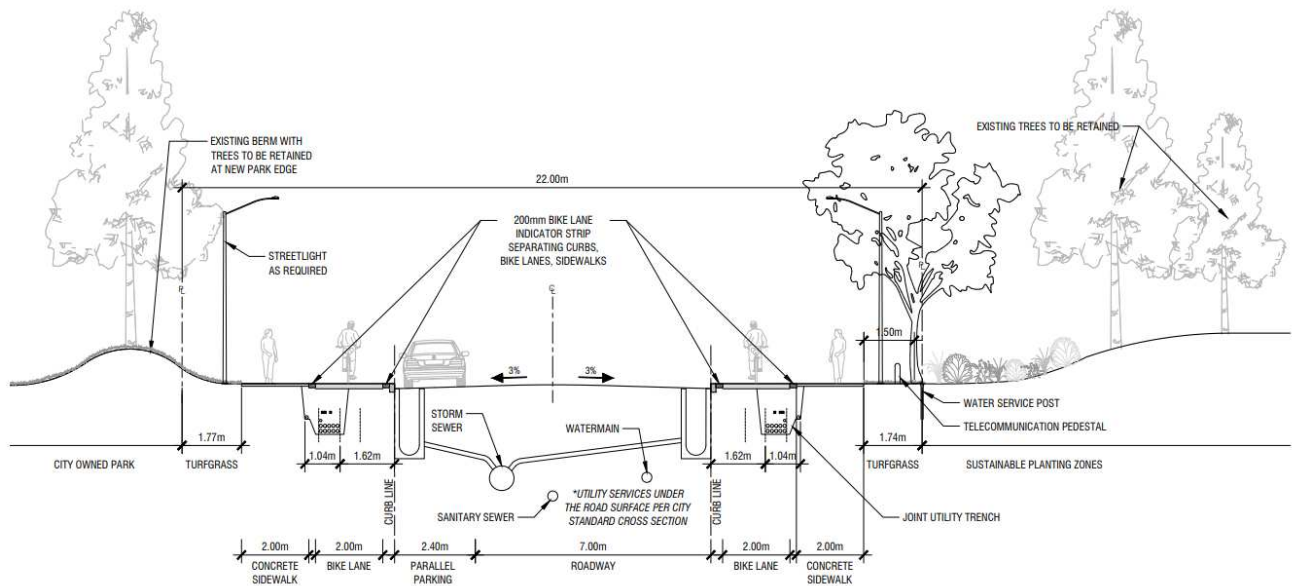 EXISTING BERM WITH
TREES TO BE RETAINED
AT NEW PARK EDGE
EXISTING TREES TO BE RETAINED
22.00m
200mm BIKE LANE
INDICATOR STRIP
SEPARATING CURBS,
BIKE LANES, SIDEWALKS
STREETLIGHT
AS REQUIRED
1.50m
3%
3%
STORM
SEWER
WATERMAIN
WATER SERVICE POST
TELECOMMUNICATION PEDESTAL
1.77m
1.04m
1.62m
1.62m
1.04m
1.74m
CITY OWNED PARK
TURFGRASS
TURFGRASS
SUSTAINABLE PLANTING ZONES
CURB LINE
CURB LINE
SANITARY SEWER
*UTILITY SERVICES UNDER
THE ROAD SURFACE PER CITY
STANDARD CROSS SECTION
JOINT UTILITY TRENCH
2.00m
2.00m
2.40m
7.00m
2.00m
2.00m
CONCRETE
SIDEWALK
BIKE LANE
PARALLEL
PARKING
ROADWAY
BIKE LANE
CONCRETE
SIDEWALK